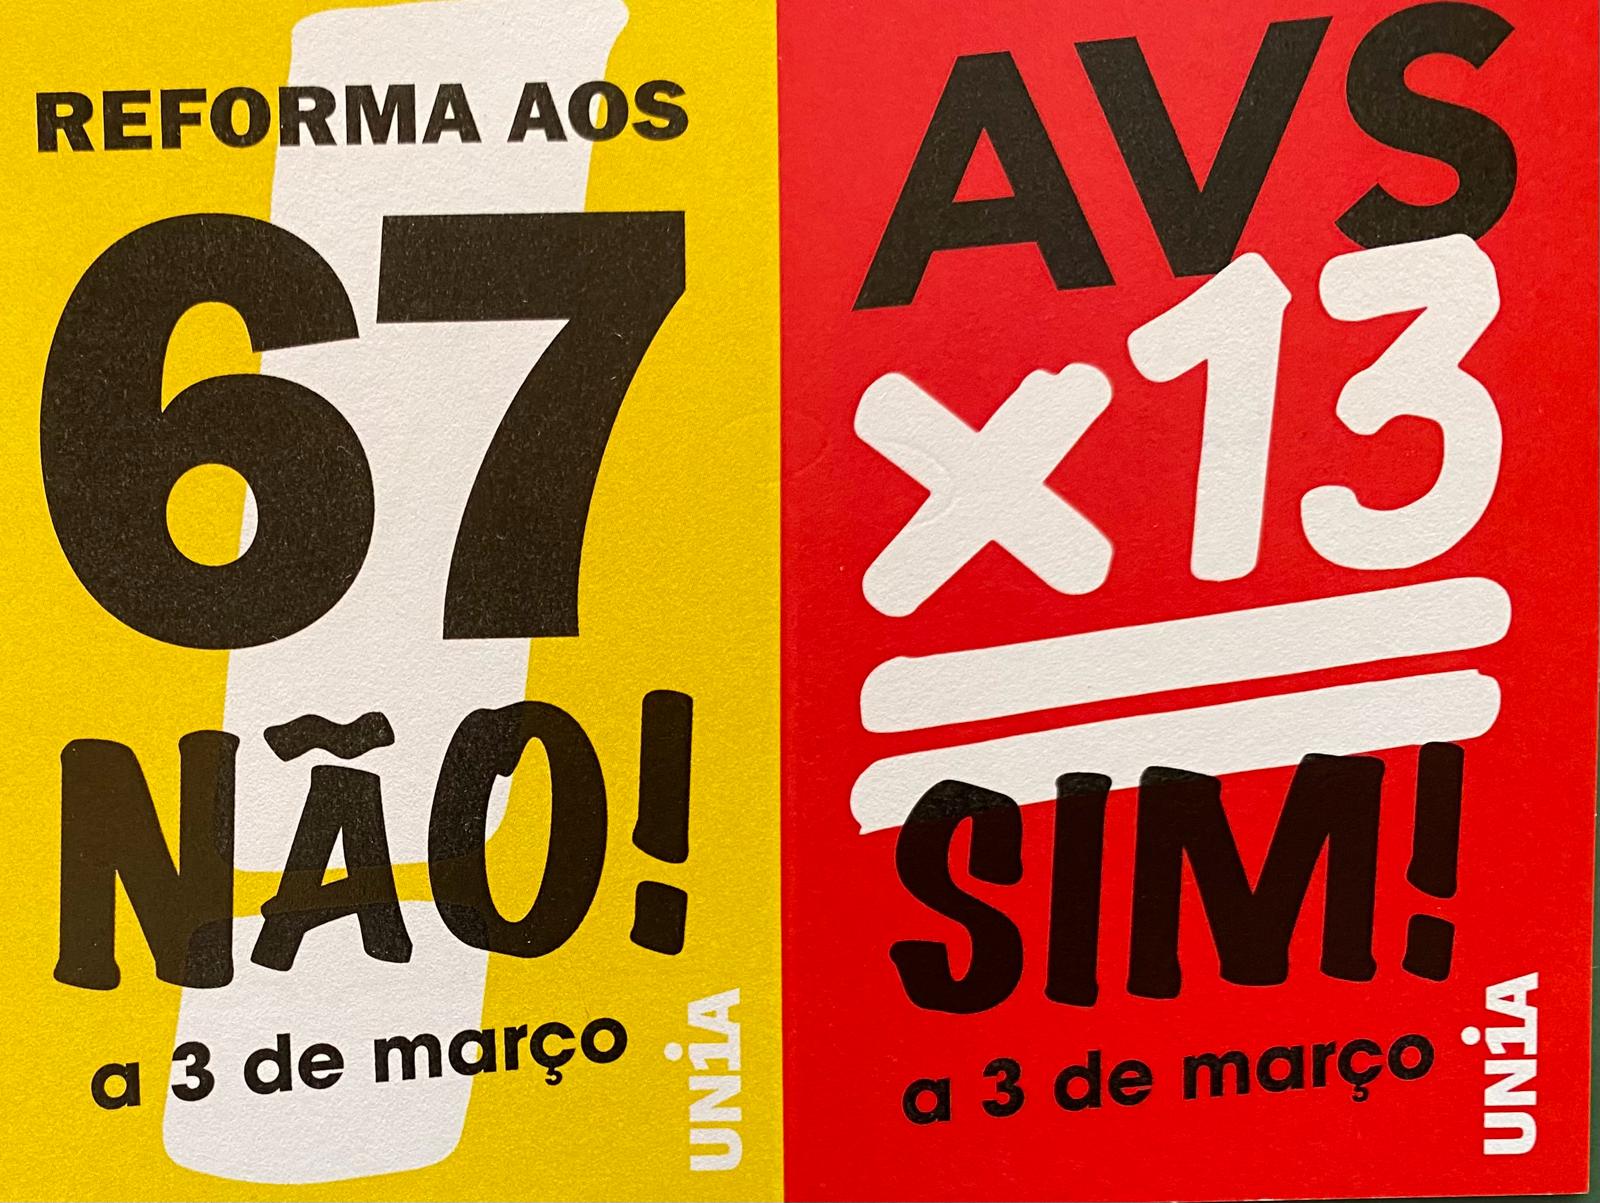 REFORMA AOS
67
NÃO!
a 3 de março
UNiA
AVS
x13
SIM!
a 3 de março
UNiA